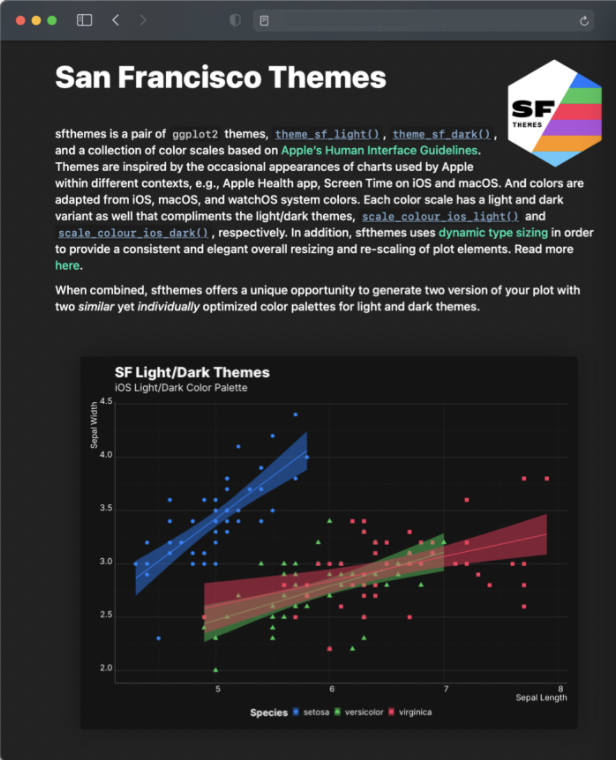 San Francisco Themes
SF
THEMES
sfthemes is a pair of ggplot2 themes, theme_sf_light() , theme_sf_dark() ,
and a collection of color scales based on Apple's Human Interface Guidelines.
Themes are inspired by the occasional appearances of charts used by Apple
within different contexts, e.g., Apple Health app, Screen Time on iOS and macOS. And colors are
adapted from iOS, macOS, and watchOS system colors. Each color scale has a light and dark
variant as well that compliments the light/dark themes, scale_colour_ios_light() and
scale_colour_ios_dark() , respectively. In addition, sfthemes uses dynamic type sizing in order
to provide a consistent and elegant overall resizing and re-scaling of plot elements. Read more
here.
When combined, sfthemes offers a unique opportunity to generate two version of your plot with
two similar yet individually optimized color palettes for light and dark themes.
SF Light/Dark Themes
iOS Light/Dark Color Palette
Sepal Width
4.5
4.0
3.5
3.0
2.5
2.0
5 6 7 8
Sepal Length
Species setosa versicolor virginica